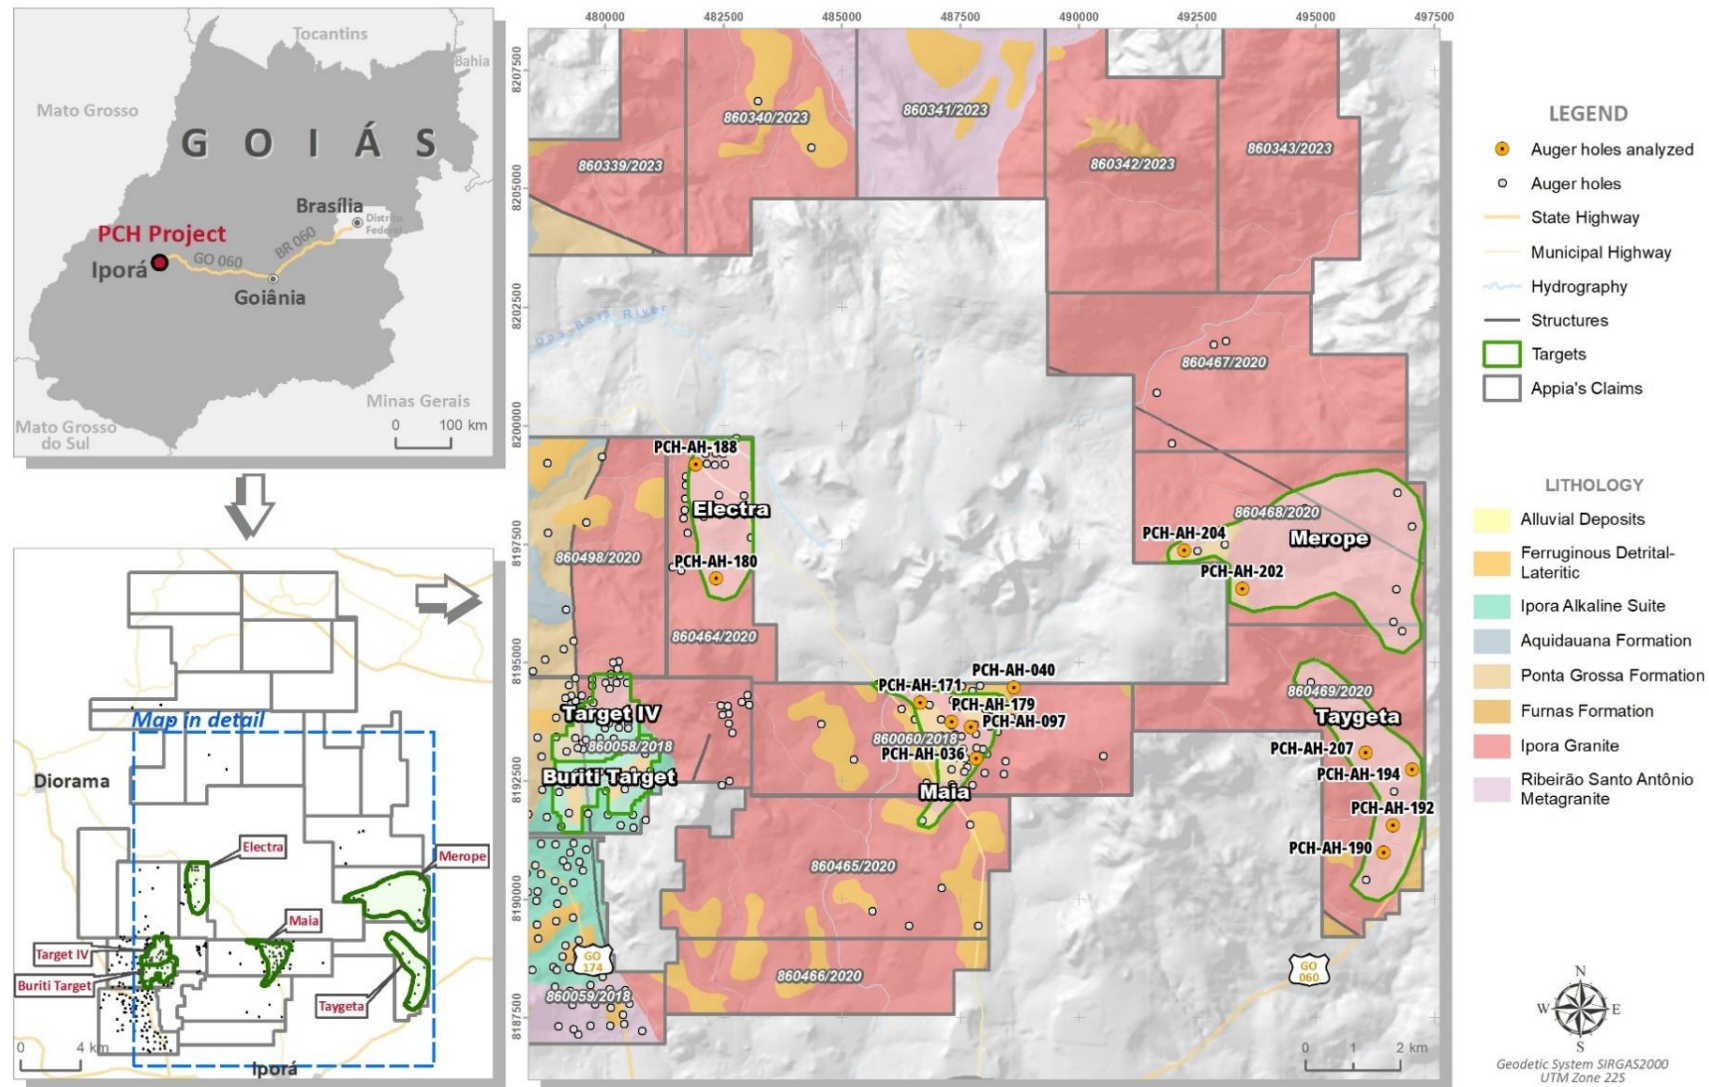 Tocantins
Bahia
Mato Grosso
GOIÁS
Brasília
Distrito
Federal
PCH Project
BR 060
Iporá
GO 060
Goiânia
Minas Gerais
Mato Grosso
do Sul
0 100 km
Map in detail
Diorama
Electra
Merope
Maia
Target IV
Buriti Target
Taygeta
0 4 km
Iporá
480000 482500 485000 487500 490000 492500 495000 497500
8207500
8205000
8202500
8200000
8197500
8195000
8192500
8190000
8187500
860340/2023
860341/2023
860339/2023
860342/2023
860343/2023
Dos Bois River
860467/2020
PCH-AH-188
Electra
860468/2020
PCH-AH-204
Merope
860498/2020
PCH-AH-180
PCH-AH-202
860464/2020
PCH-AH-040
PCH-AH-171
860469/2020
PCH-AH-179
Target IV
PCH-AH-097
Taygeta
860058/2018
860060/2018
PCH-AH-207
PCH-AH-036
Buriti Target
PCH-AH-194
Maia
PCH-AH-192
PCH-AH-190
860465/2020
GO
174
GO
060
860466/2020
860059/2018
0 1 2 km
LEGEND
Auger holes analyzed
Auger holes
State Highway
Municipal Highway
Hydrography
Structures
Targets
Appia's Claims
LITHOLOGY
Alluvial Deposits
Ferruginous Detrital-
Lateritic
Ipora Alkaline Suite
Aquidauana Formation
Ponta Grossa Formation
Furnas Formation
Ipora Granite
Ribeirão Santo Antônio
Metagranite
N
W E
S
Geodetic System SIRGAS2000
UTM Zone 22S